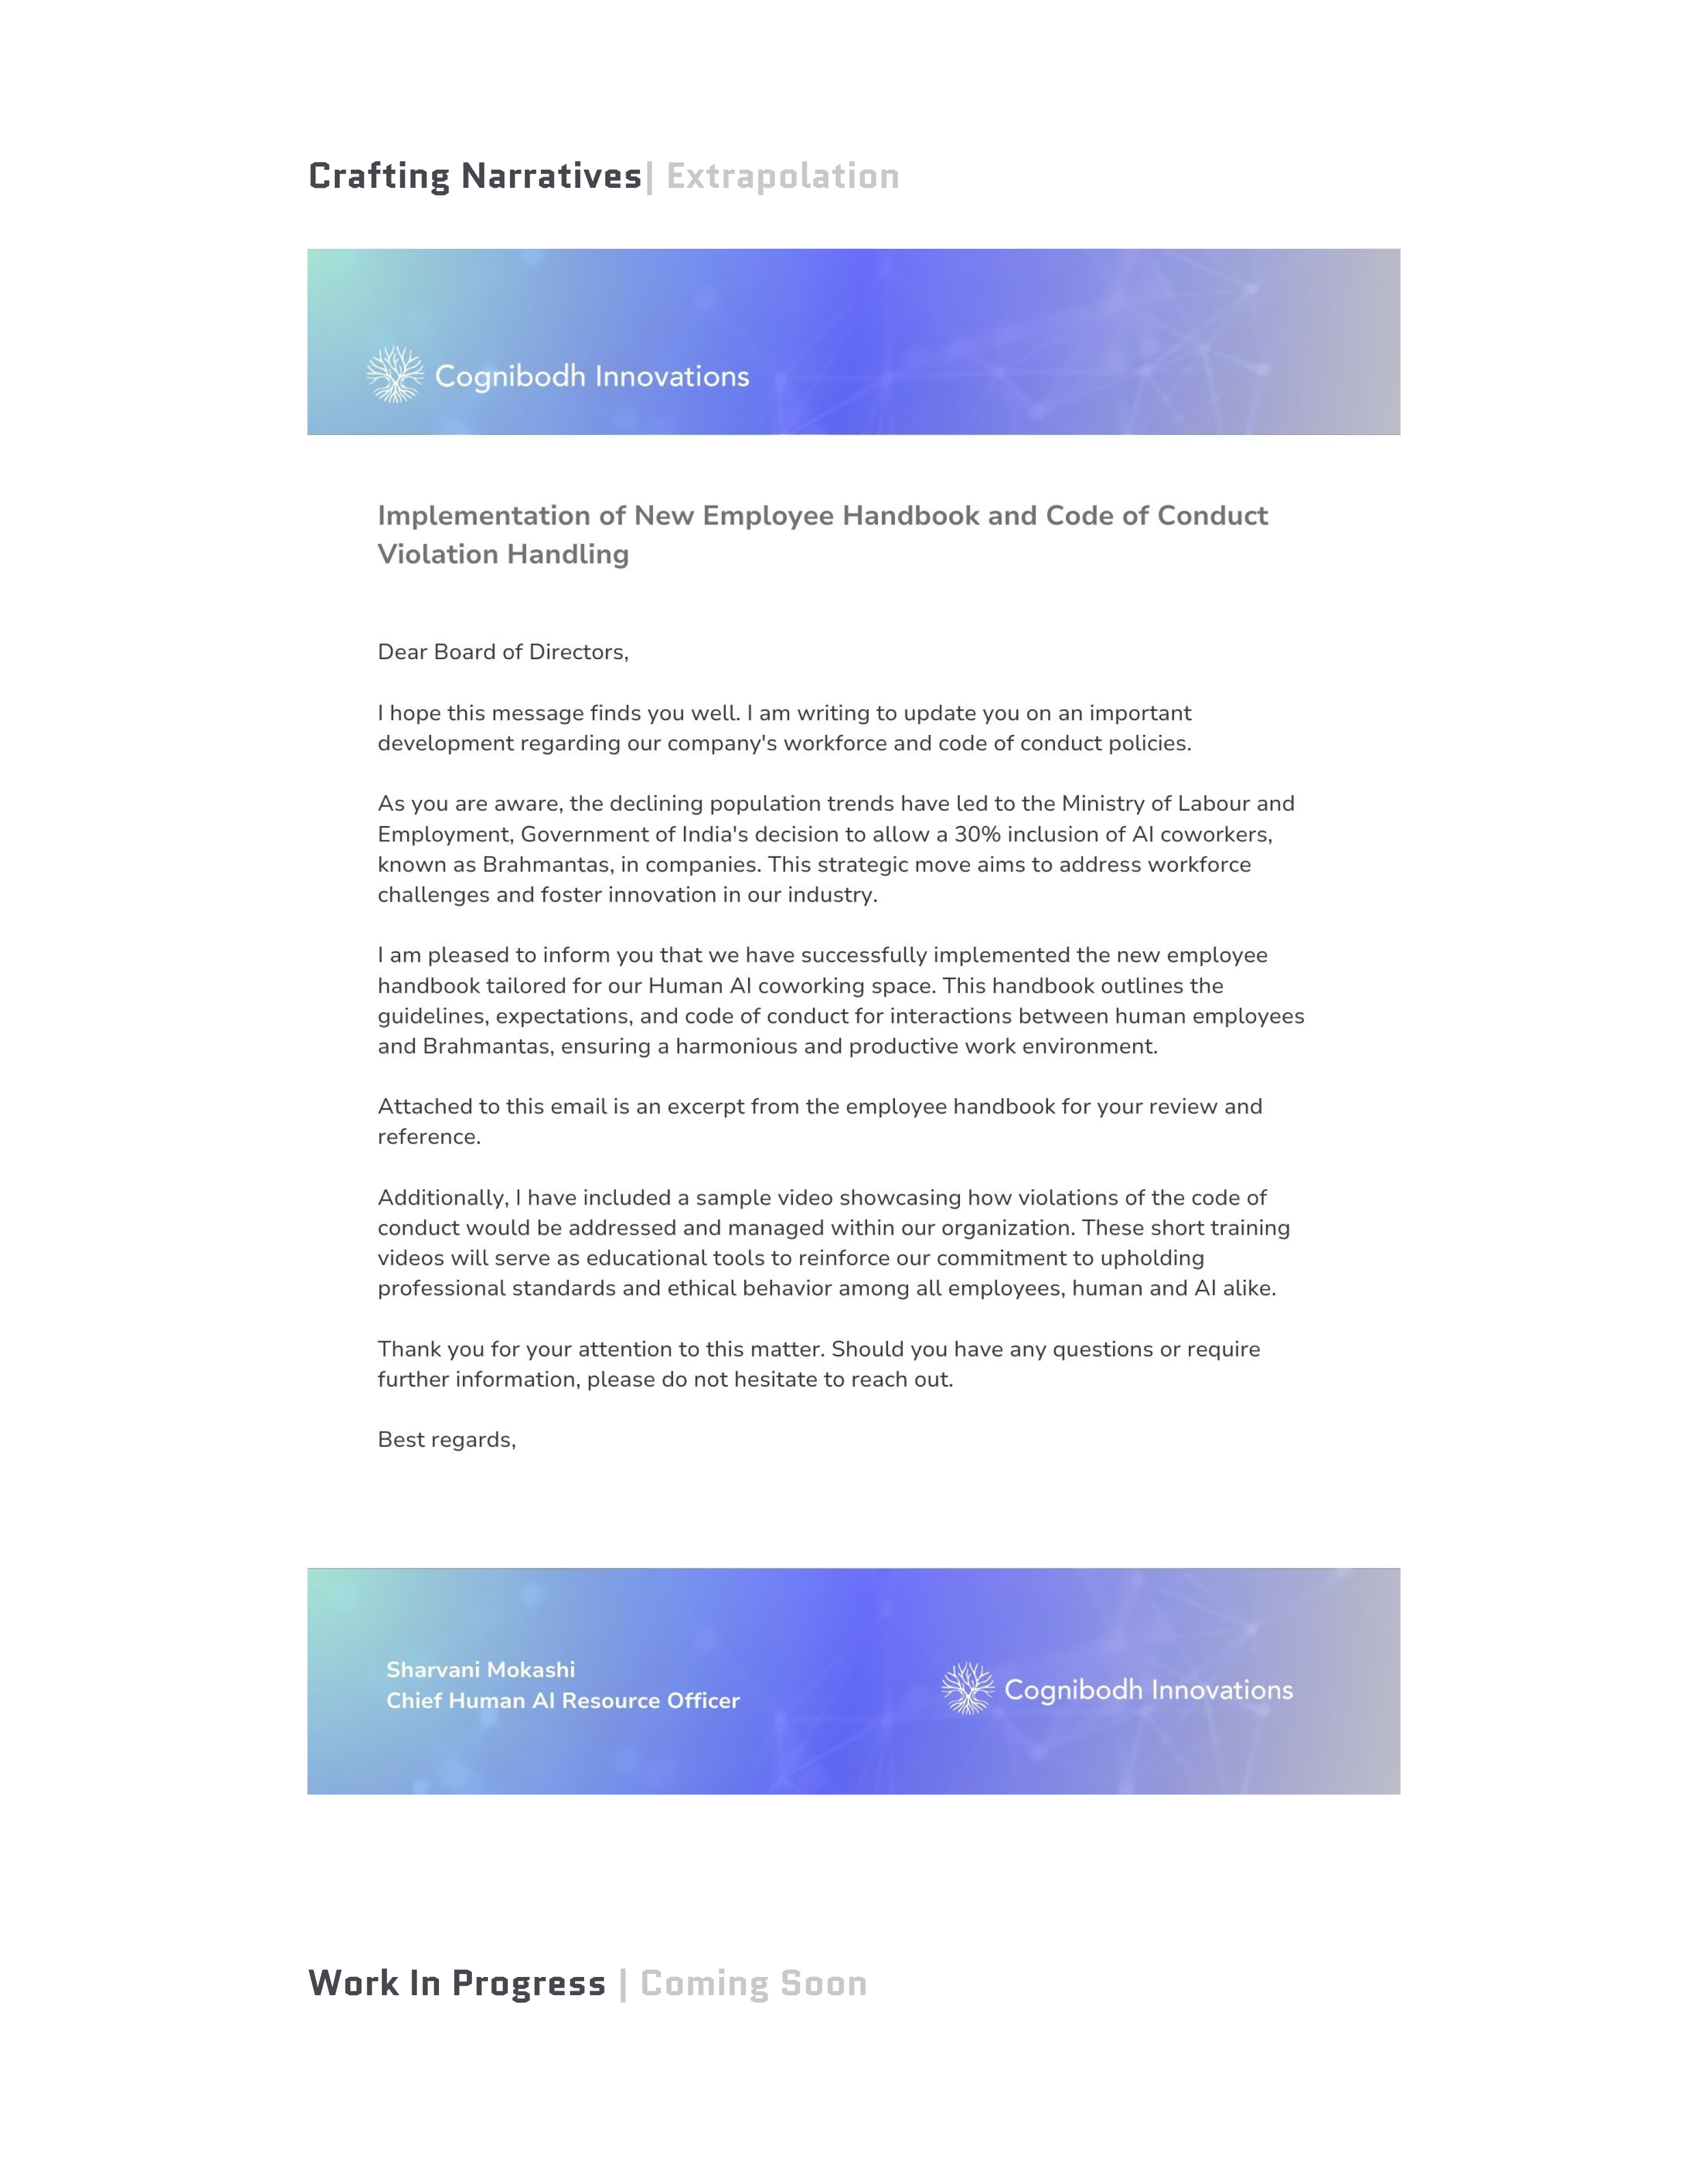 Crafting Narratives| Extrapolation
Cognibodh Innovations
Implementation of New Employee Handbook and Code of Conduct
Violation Handling
Dear Board of Directors,
I hope this message finds you well. I am writing to update you on an important
development regarding our company's workforce and code of conduct policies.
As you are aware, the declining population trends have led to the Ministry of Labour and
Employment, Government of India's decision to allow a 30% inclusion of AI coworkers,
known as Brahmantas, in companies. This strategic move aims to address workforce
challenges and foster innovation in our industry.
I am pleased to inform you that we have successfully implemented the new employee
handbook tailored for our Human AI coworking space. This handbook outlines the
guidelines, expectations, and code of conduct for interactions between human employees
and Brahmantas, ensuring a harmonious and productive work environment.
Attached to this email is an excerpt from the employee handbook for your review and
reference.
Additionally, I have included a sample video showcasing how violations of the code of
conduct would be addressed and managed within our organization. These short training
videos will serve as educational tools to reinforce our commitment to upholding
professional standards and ethical behavior among all employees, human and AI alike.
Thank you for your attention to this matter. Should you have any questions or require
further information, please do not hesitate to reach out.
Best regards,
Sharvani Mokashi
Chief Human AI Resource Officer
Cognibodh Innovations
Work In Progress | Coming Soon